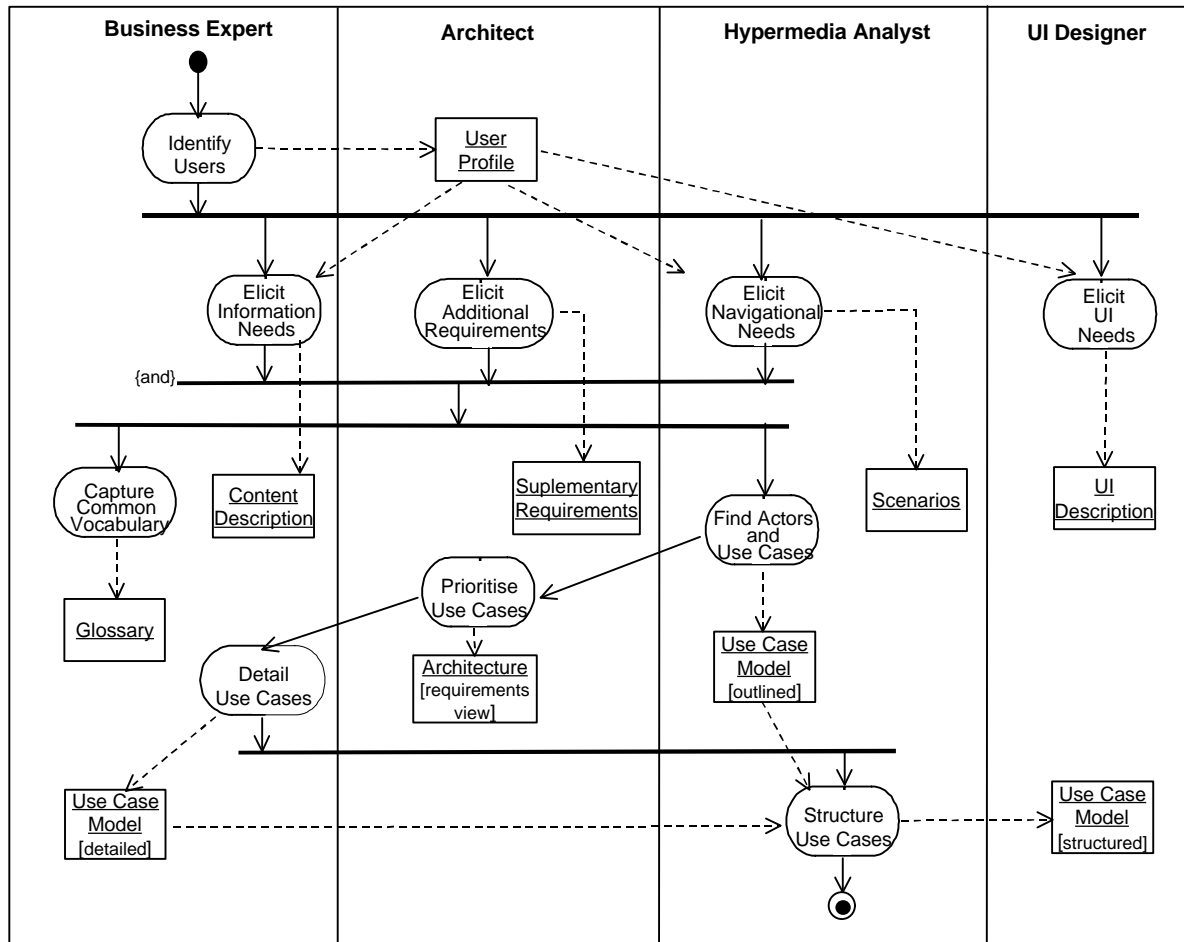 Business Expert
Architect
Hypermedia Analyst
UI Designer
Identify
Users
User
Profile
Elicit
Information
Needs
Elicit
Additional
Requirements
Elicit
Navigational
Needs
Elicit
UI
Needs
{and}
Capture
Common
Vocabulary
Content
Description
Suplementary
Requirements
Find Actors
and
Use Cases
Scenarios
UI
Description
Prioritise
Use Cases
Glossary
Detail
Use Cases
Architecture
[requirements
view]
Use Case
Model
[outlined]
Use Case
Model
[detailed]
Structure
Use Cases
Use Case
Model
[structured]